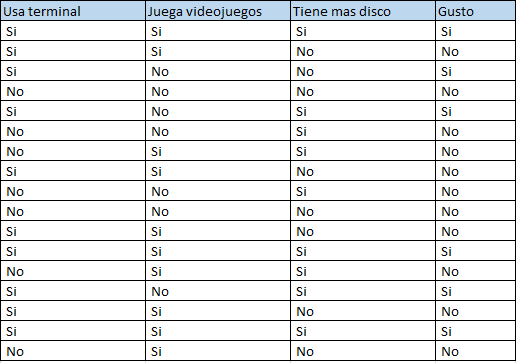 Usa terminal Juega videojuegos Tiene mas disco Gusto
Si Si Si Si
Si Si No No
Si No No Si
No No No No
Si No Si Si
No No Si No
No Si Si No
Si Si No No
No No Si No
No No No No
Si Si No No
Si Si Si Si
No Si Si No
Si No Si Si
Si Si No No
Si Si Si Si
No Si No No